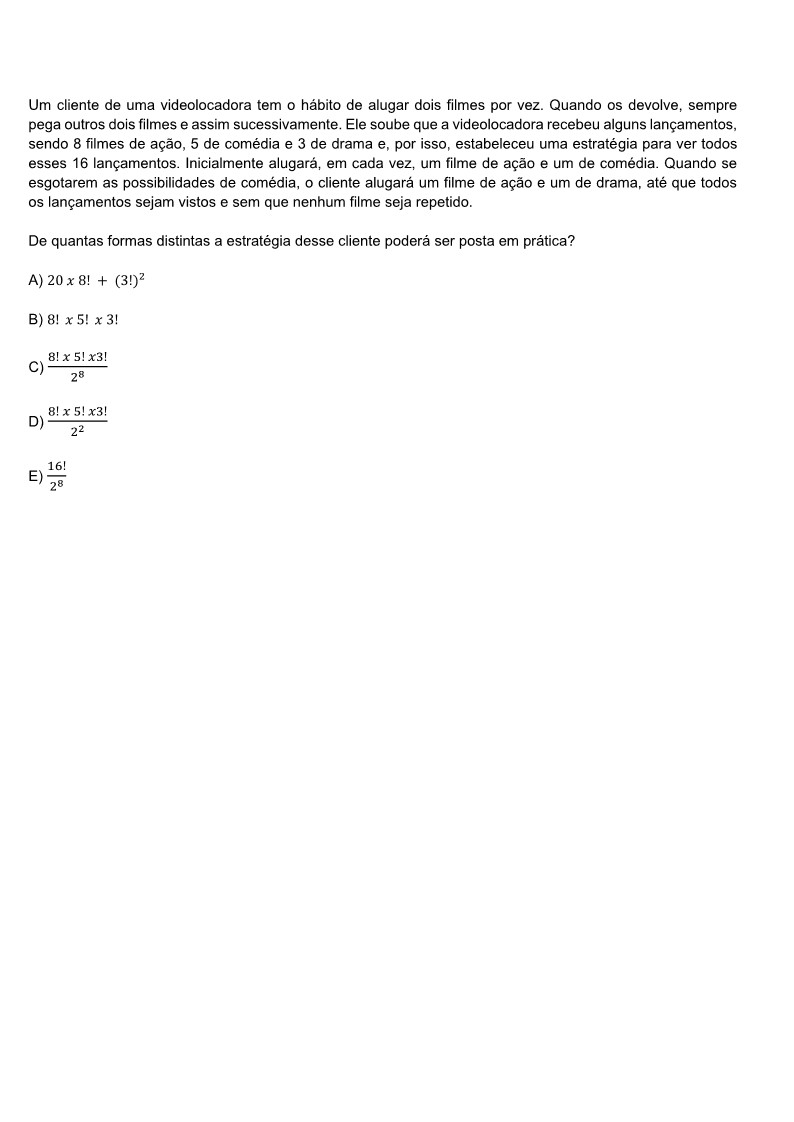 Um cliente de uma videolocadora tem o hábito de alugar dois filmes por vez. Quando os devolve, sempre
pega outros dois filmes e assim sucessivamente. Ele soube que a videolocadora recebeu alguns lançamentos,
sendo 8 filmes de ação, 5 de comédia e 3 de drama e, por isso, estabeleceu uma estratégia para ver todos
esses 16 lançamentos. Inicialmente alugará, em cada vez, um filme de ação e um de comédia. Quando se
esgotarem as possibilidades de comédia, o cliente alugará um filme de ação e um de drama, até que todos
os lançamentos sejam vistos e sem que nenhum filme seja repetido.
De quantas formas distintas a estratégia desse cliente poderá ser posta em prática?
A) 20 x 8! + (3!)²
B) 8! x 5! x 3!
C) \frac{8! x 5! x3!}{2^8}
D) \frac{8! x 5! x3!}{2^2}
E) \frac{16!}{2^8}